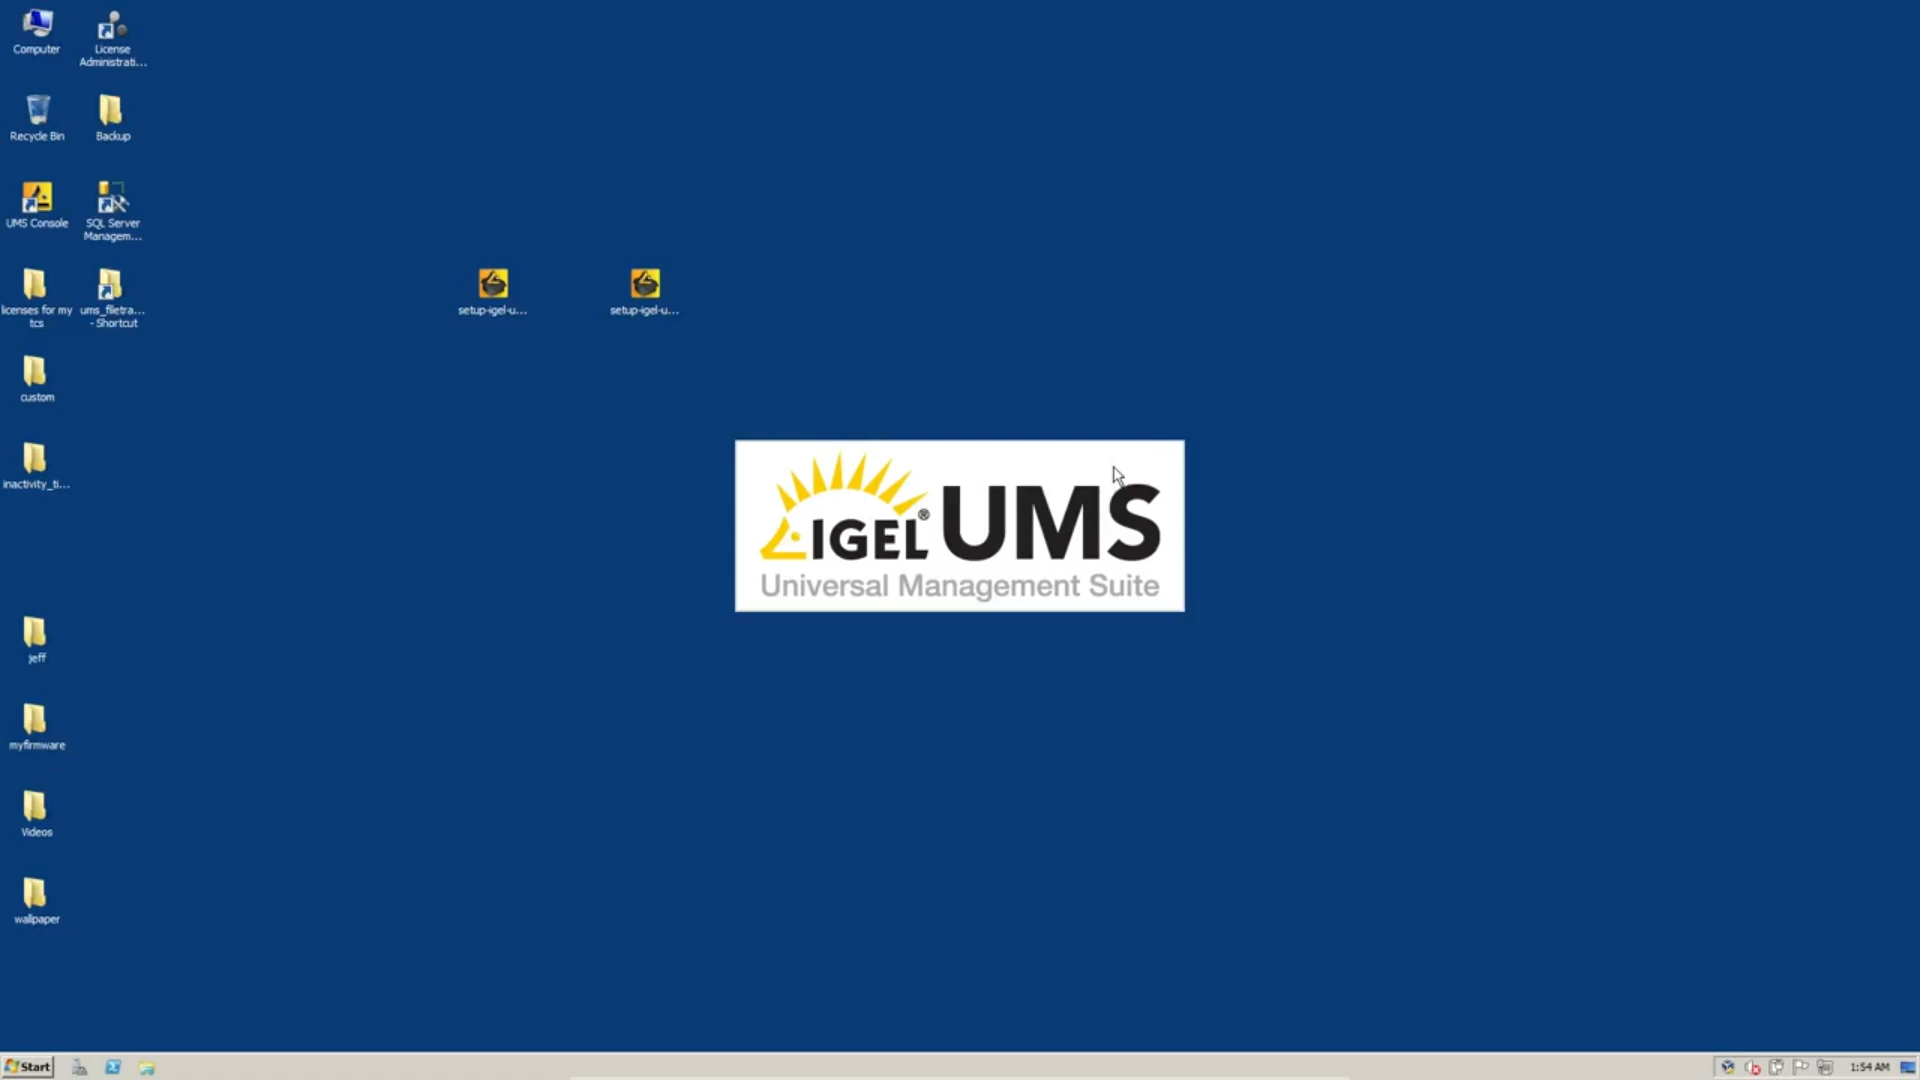 Computer
License
Administrati...
Recycle Bin
Backup
UMS Console
SQL Server
Managem...
licenses for my
tcs
ums_filetra...
- Shortcut
setup-igel-u...
setup-igel-u...
custom
inactivity_ti...
IGEL® UMS
Universal Management Suite
jeff
myfirmware
Videos
wallpaper
Start
1:54 AM